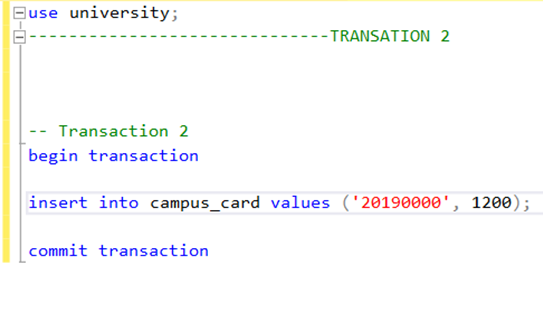 use university;
------------------------------TRANSATION 2
-- Transaction 2
begin transaction
insert into campus_card values ('20190000', 1200);
commit transaction